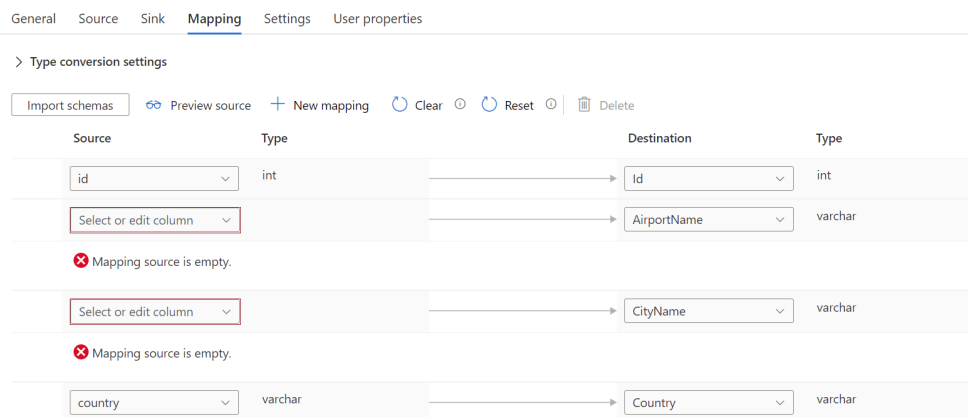 General Source Sink Mapping Settings User properties
Type conversion settings
Import schemas Preview source New mapping Clear Reset Delete
Source Type Destination Type
id int Id int
Select or edit column AirportName varchar
Mapping source is empty.
Select or edit column CityName varchar
Mapping source is empty.
country varchar Country varchar